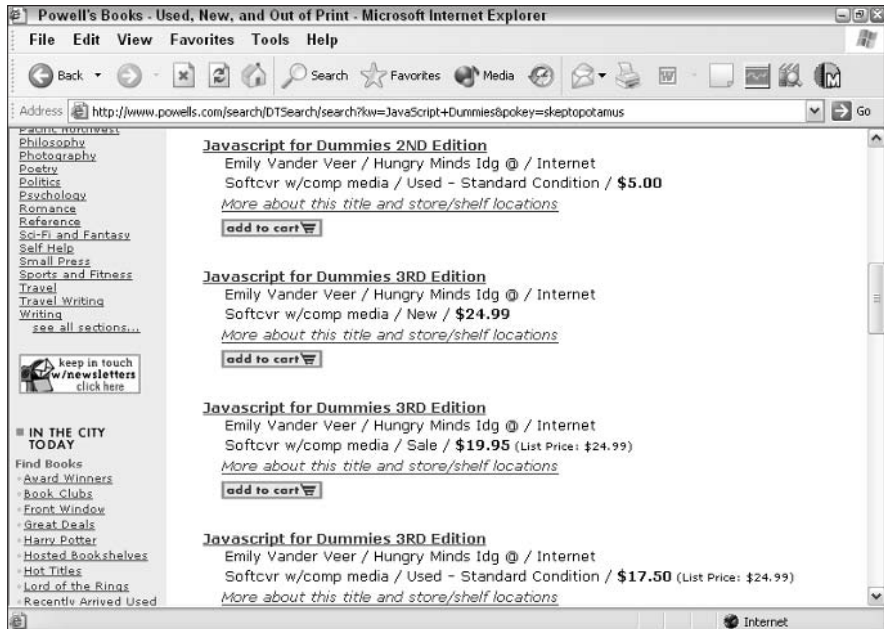 Powell's Books - Used, New, and Out of Print - Microsoft Internet Explorer
File Edit View Favorites Tools Help
Back Search Favorites Media
Address http://www.powells.com/search/DTSearch/search?kw=JavaScript+Dummies&pokey=skeptopotamus Go
Pacific Northwest
Philosophy
Photography
Poetry
Politics
Psychology
Romance
Reference
Sci-Fi and Fantasy
Self Help
Small Press
Sports and Fitness
Travel
Travel Writing
Writing
see all sections...
keep in touch
w/newsletters
click here
IN THE CITY
TODAY
Find Books
Award Winners
Book Clubs
Front Window
Great Deals
Harry Potter
Hosted Bookshelves
Hot Titles
Lord of the Rings
Recently Arrived Used
Javascript for Dummies 2ND Edition
Emily Vander Veer / Hungry Minds Idg @ / Internet
Softcvr w/comp media / Used - Standard Condition / $5.00
More about this title and store/shelf locations
add to cart
Javascript for Dummies 3RD Edition
Emily Vander Veer / Hungry Minds Idg @ / Internet
Softcvr w/comp media / New / $24.99
More about this title and store/shelf locations
add to cart
Javascript for Dummies 3RD Edition
Emily Vander Veer / Hungry Minds Idg @ / Internet
Softcvr w/comp media / Sale / $19.95 (List Price: $24.99)
More about this title and store/shelf locations
add to cart
Javascript for Dummies 3RD Edition
Emily Vander Veer / Hungry Minds Idg @ / Internet
Softcvr w/comp media / Used - Standard Condition / $17.50 (List Price: $24.99)
More about this title and store/shelf locations
Internet